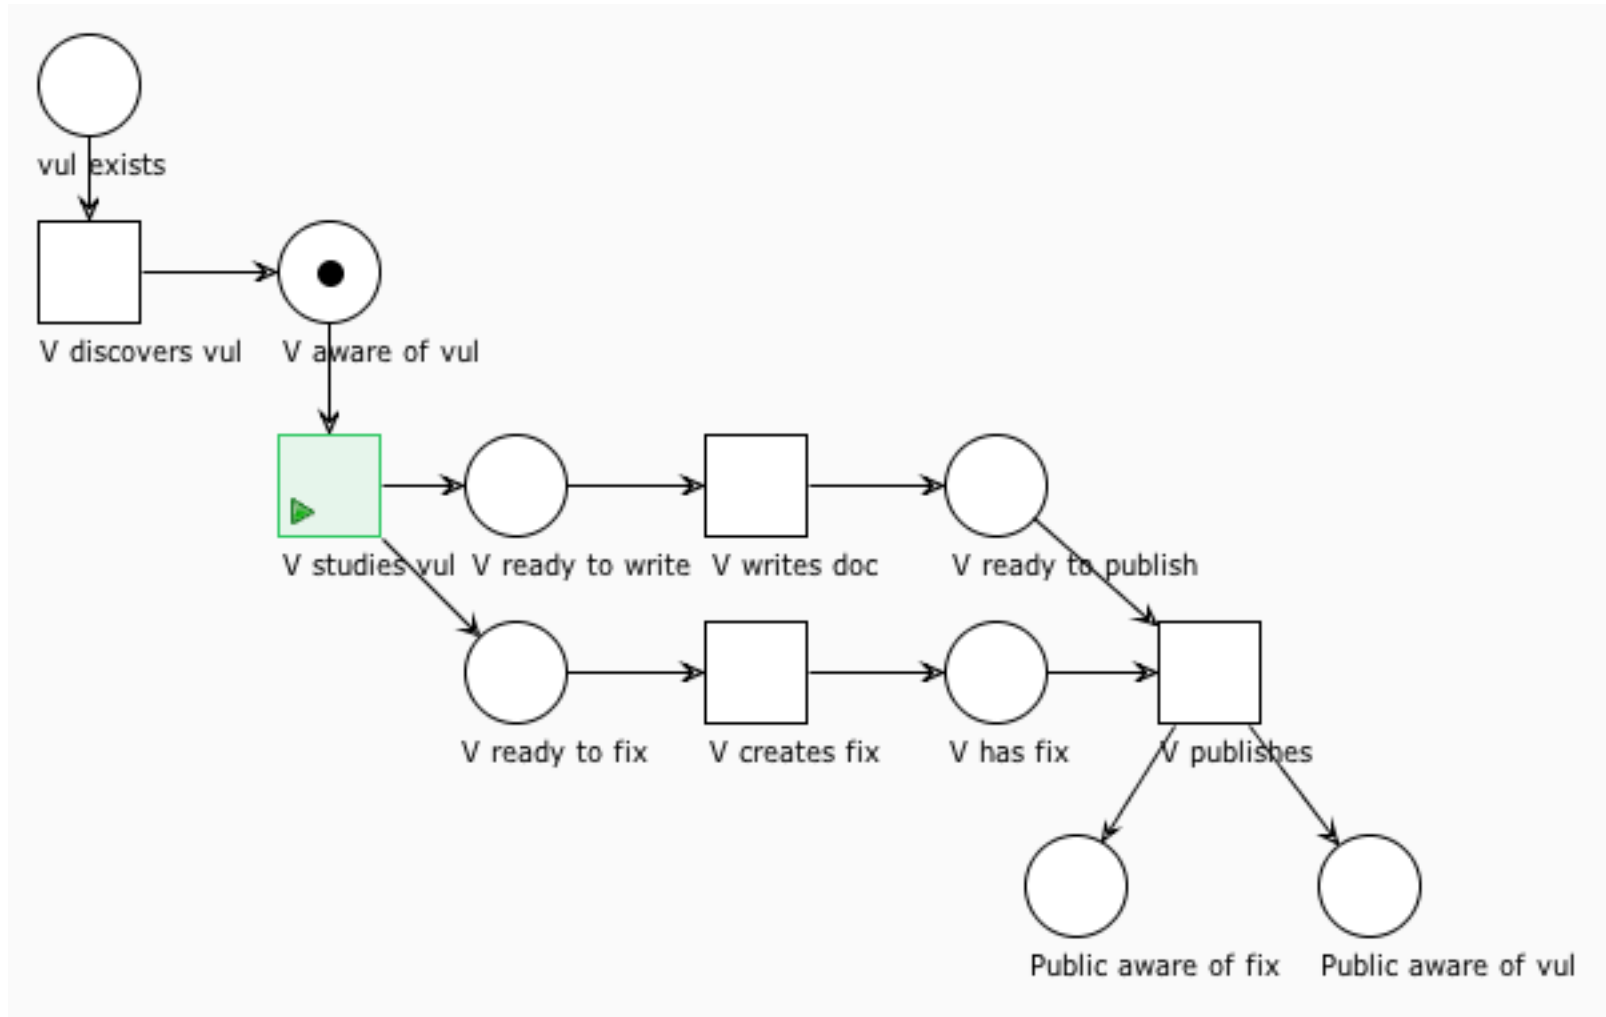 vul exists
V discovers vul
V aware of vul
V studies vul
V ready to write
V writes doc
V ready to publish
V ready to fix
V creates fix
V has fix
V publishes
Public aware of fix
Public aware of vul